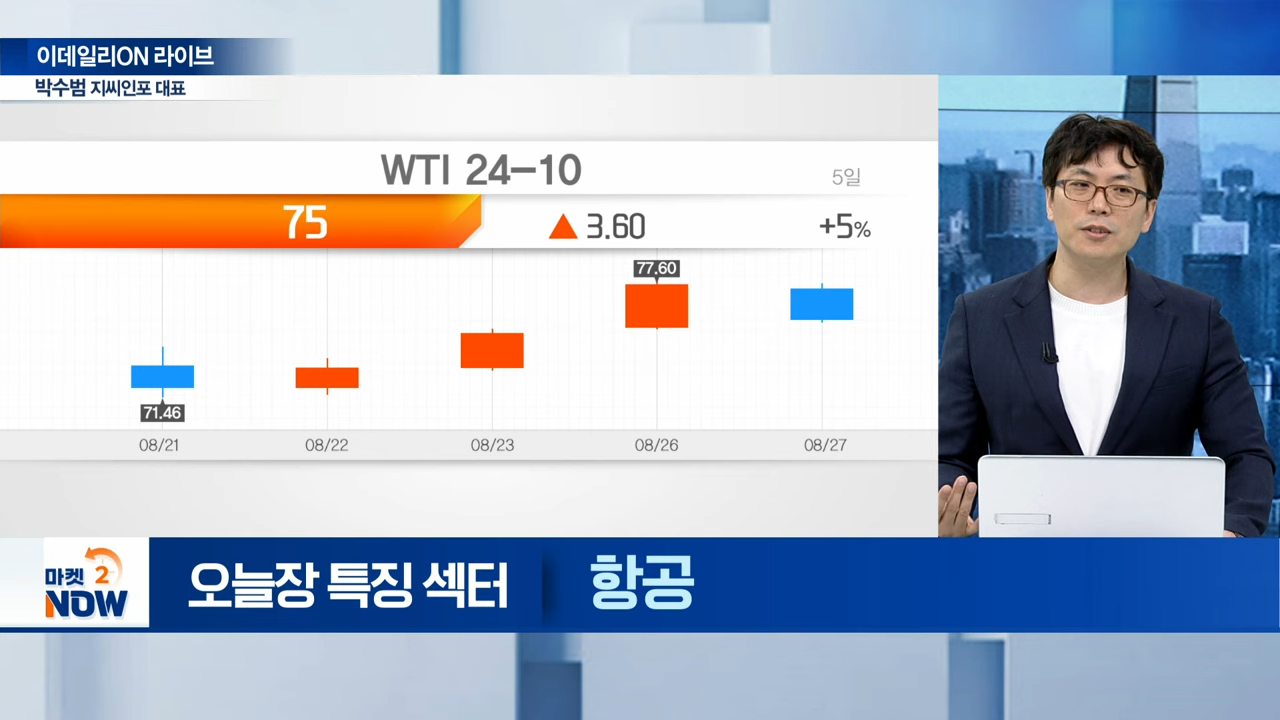 이데일리ON 라이브
박수범 지씨인포 대표
WTI 24-10
5일
75
▲ 3.60
+5%
77.60
71.46
08/21
08/22
08/23
08/26
08/27
마켓 2
NOW
오늘장 특징 섹터
항공